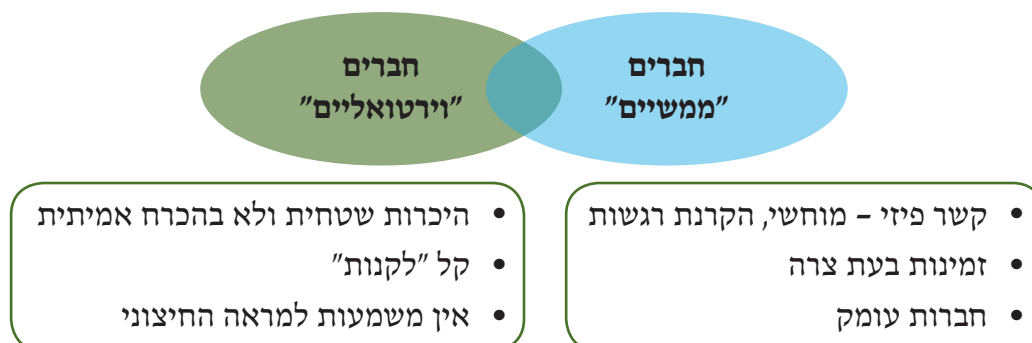 חברים
"ממשיים"
חברים
"וירטואליים"
• קשר פיזי – מוחשי, הקרנת רגשות
• זמינות בעת צרה
• חברות עומק
• היכרות שטחית ולא בהכרח אמיתית
• קל "לקנות"
• אין משמעות למראה החיצוני